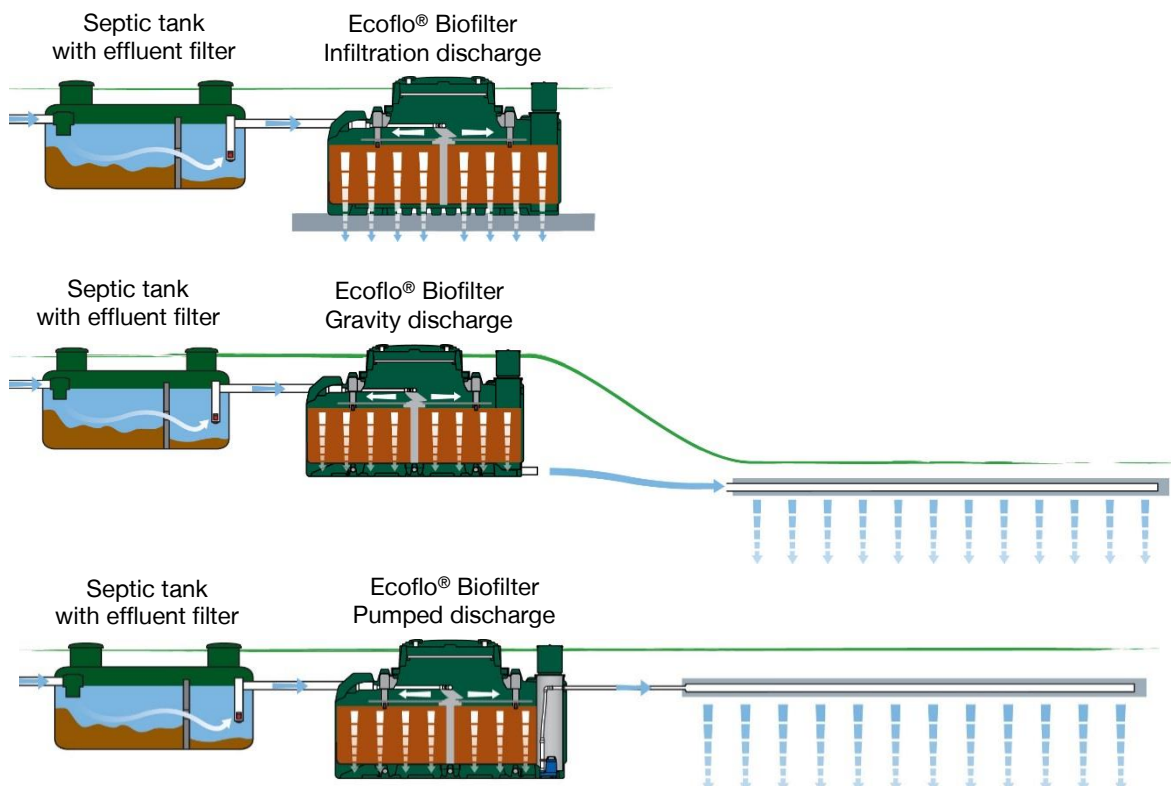 Septic tank
with effluent filter
Ecoflo® Biofilter
Infiltration discharge
Septic tank
with effluent filter
Ecoflo® Biofilter
Gravity discharge
Septic tank
with effluent filter
Ecoflo® Biofilter
Pumped discharge